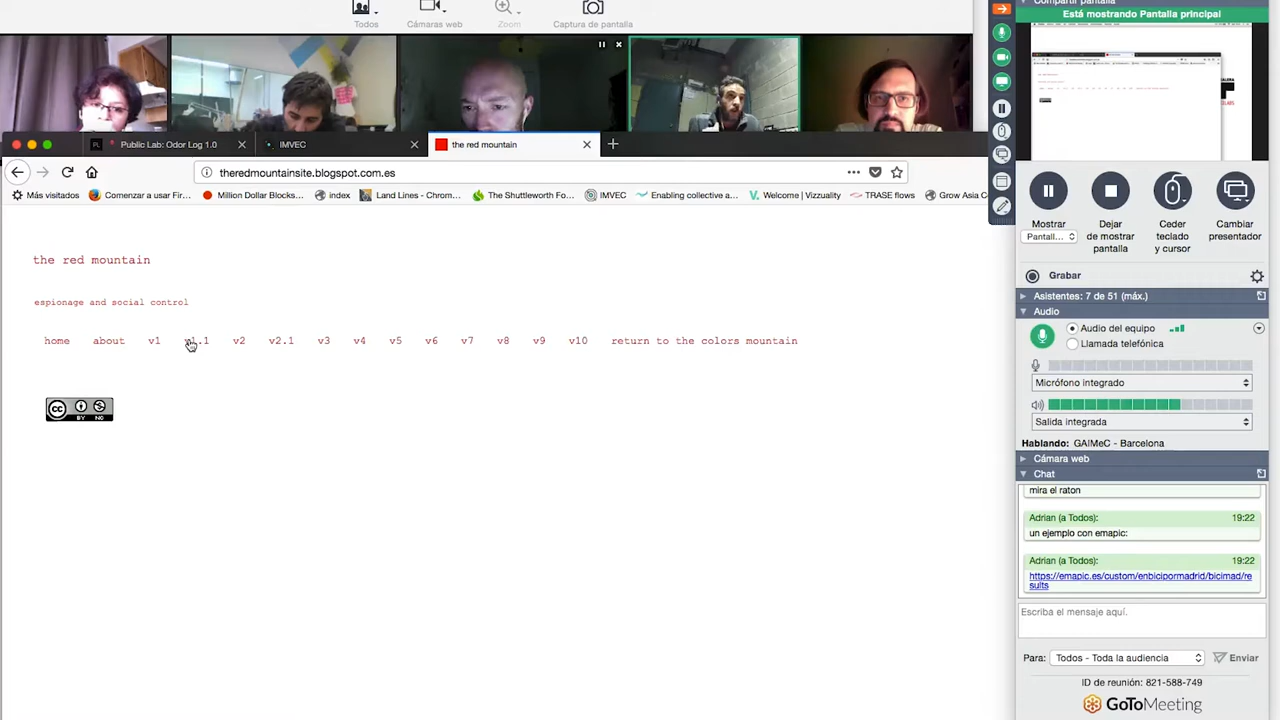 Todos
Cámaras web
Zoom
Captura de pantalla
Compartir pantalla
Está mostrando Pantalla principal
Public Lab: Odor Log 1.0
IMVEC
the red mountain
theredmountainsite.blogspot.com.es
Más visitados
Comenzar a usar Fir...
Million Dollar Blocks...
index
Land Lines - Chrom...
The Shuttleworth Fo...
IMVEC
Enabling collective a...
Welcome | Vizzuality
TRASE flows
Grow Asia Co
the red mountain
espionage and social control
home about v1 v1.1 v2 v2.1 v3 v4 v5 v6 v7 v8 v9 v10 return to the colors mountain
cc
BY NC
Mostrar
Pantall...
Dejar
de mostrar
pantalla
Ceder
teclado
y cursor
Cambiar
presentador
Grabar
Asistentes: 7 de 51 (máx.)
Audio
Audio del equipo
Llamada telefónica
Micrófono integrado
Salida integrada
Hablando: GAIMeC - Barcelona
Cámara web
Chat
mira el raton
Adrian (a Todos): 19:22
un ejemplo con emapic:
Adrian (a Todos): 19:22
https://emapic.es/custom/enbicipormadrid/bicimad/re
sults
Escriba el mensaje aquí.
Para: Todos - Toda la audiencia
Enviar
ID de reunión: 821-588-749
GoToMeeting